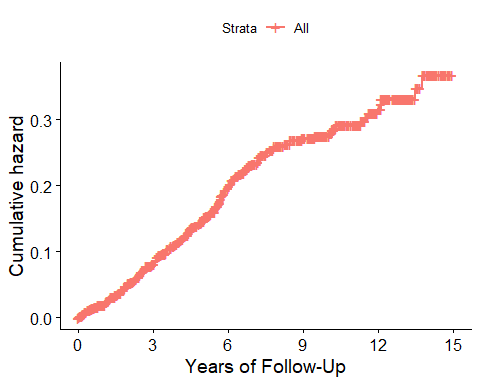 Strata All
Cumulative hazard
0.3
0.2
0.1
0.0
0 3 6 9 12 15
Years of Follow-Up